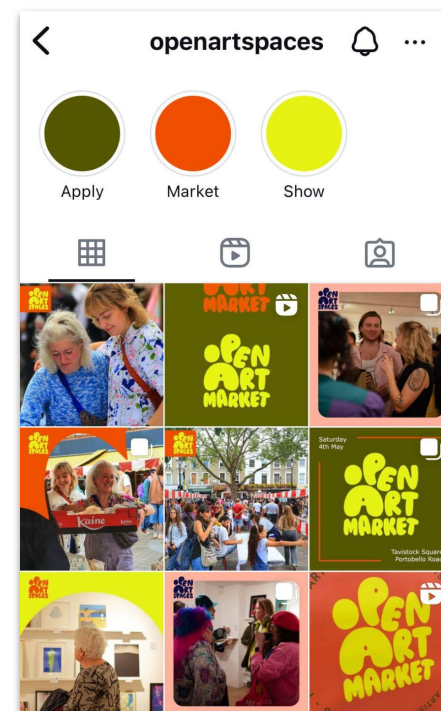 openartspaces
Apply
Market
Show
OPEN
ART
SPACES
ART
MARKET
OPEN
ART
MARKET
OPEN
ART
SPACES
OPEN
ART
SPACES
Kaine
OPEN
ART
SPACES
Saturday
4th May
OPEN
ART
MARKET
Tavistock Square
Portobello Road
OPEN
ART
SPACES
OPEN
ART
SPACES
OPEN
ART
MARKET